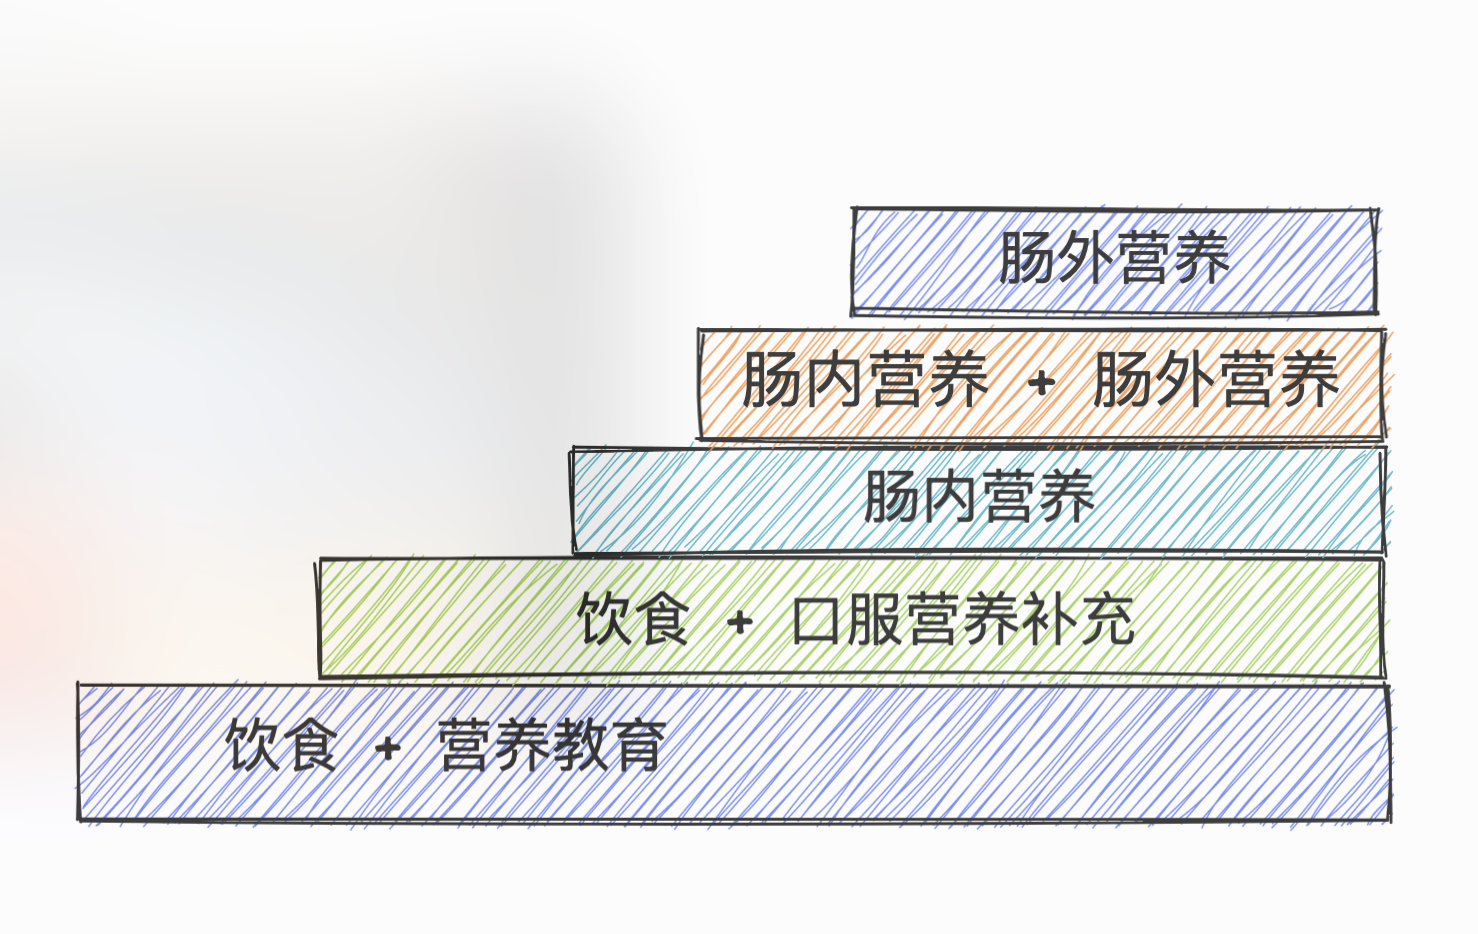 肠外营养
肠内营养 + 肠外营养
肠内营养
饮食 + 口服营养补充
饮食 + 营养教育